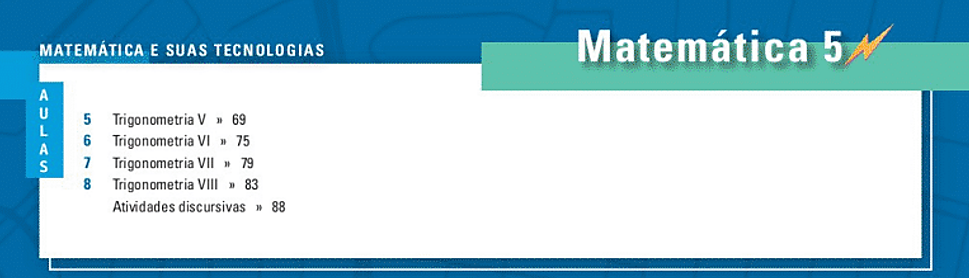 MATEMÁTICA E SUAS TECNOLOGIAS
Matemática 5
AULAS
5 Trigonometria V » 69
6 Trigonometria VI » 75
7 Trigonometria VII » 79
8 Trigonometria VIII » 83
Atividades discursivas » 88